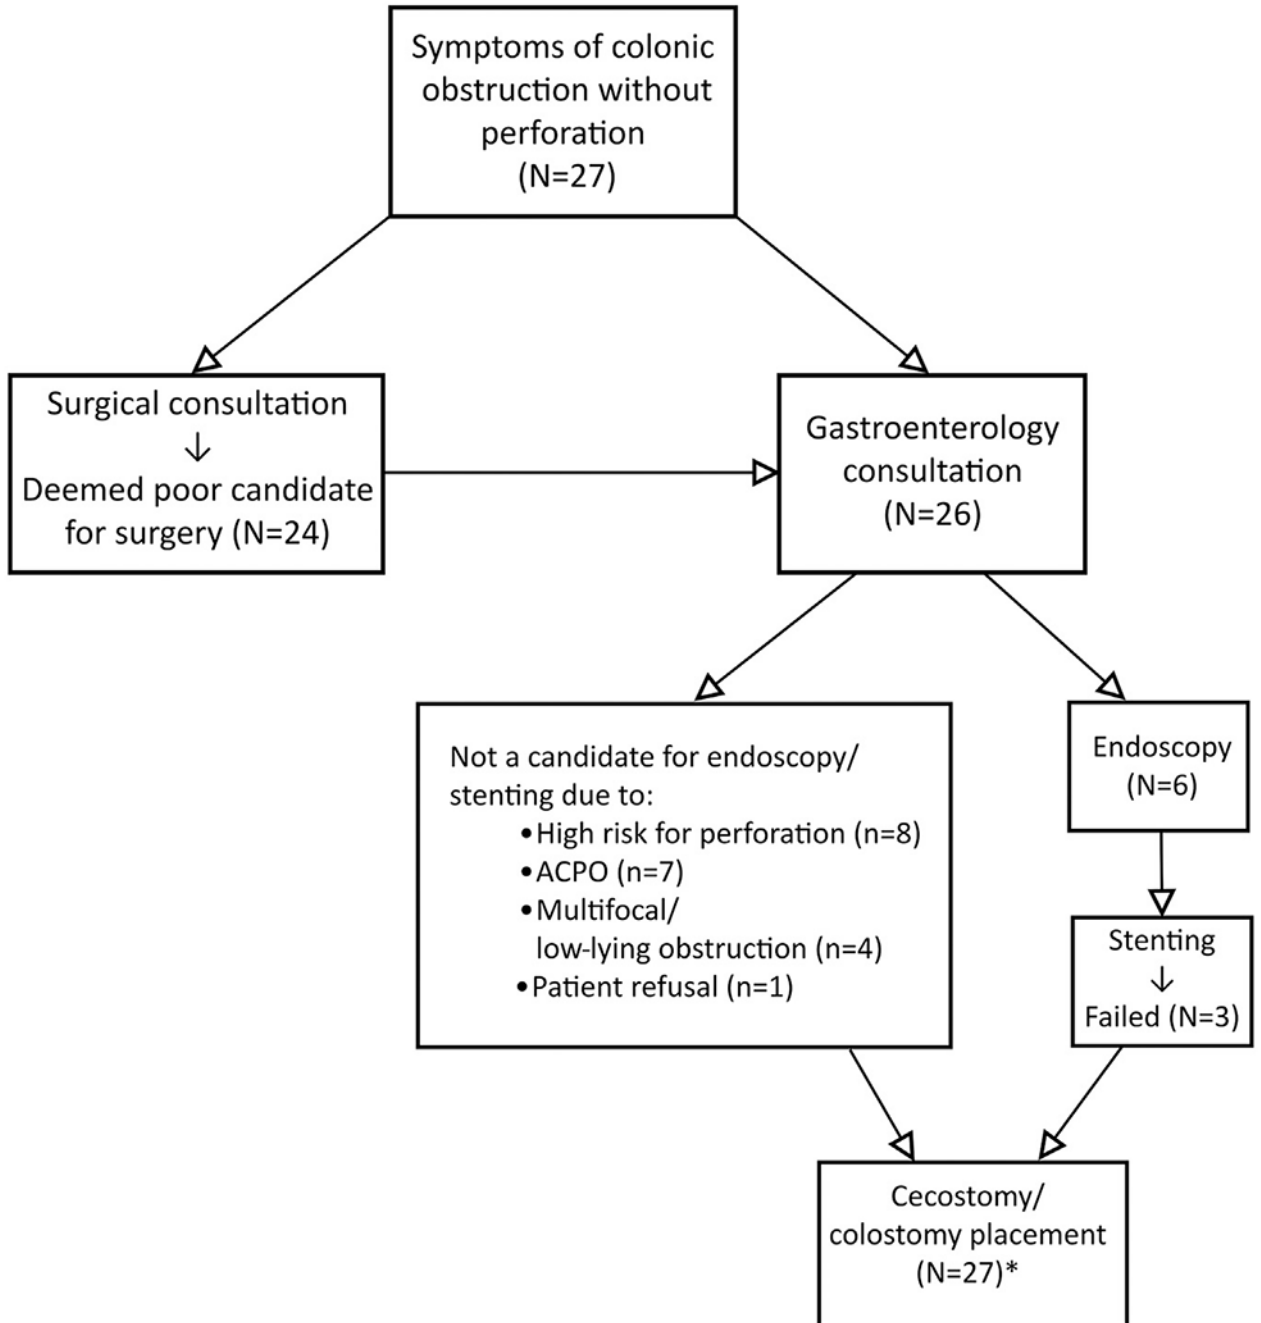 Symptoms of colonic
obstruction without
perforation
(N=27)
Surgical consultation
↓
Deemed poor candidate
for surgery (N=24)
Gastroenterology
consultation
(N=26)
Not a candidate for endoscopy/
stenting due to:
•High risk for perforation (n=8)
•ACPO (n=7)
•Multifocal/
low-lying obstruction (n=4)
•Patient refusal (n=1)
Endoscopy
(N=6)
Stenting
↓
Failed (N=3)
Cecostomy/
colostomy placement
(N=27)*